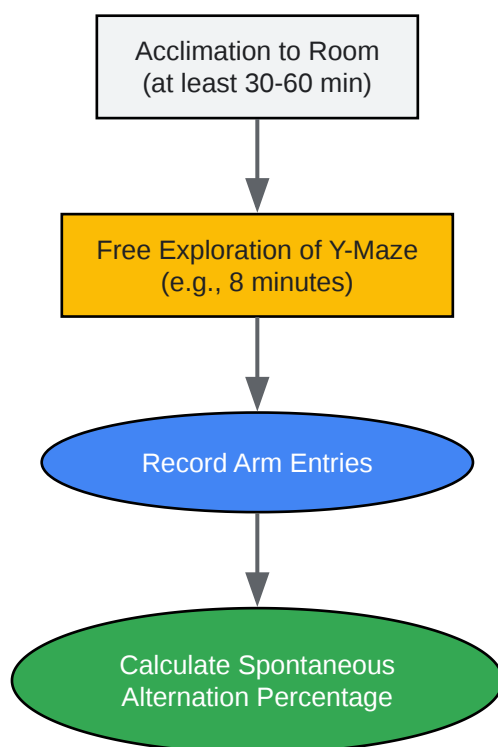 Acclimation to Room
(at least 30-60 min)
Free Exploration of Y-Maze
(e.g., 8 minutes)
Record Arm Entries
Calculate Spontaneous
Alternation Percentage